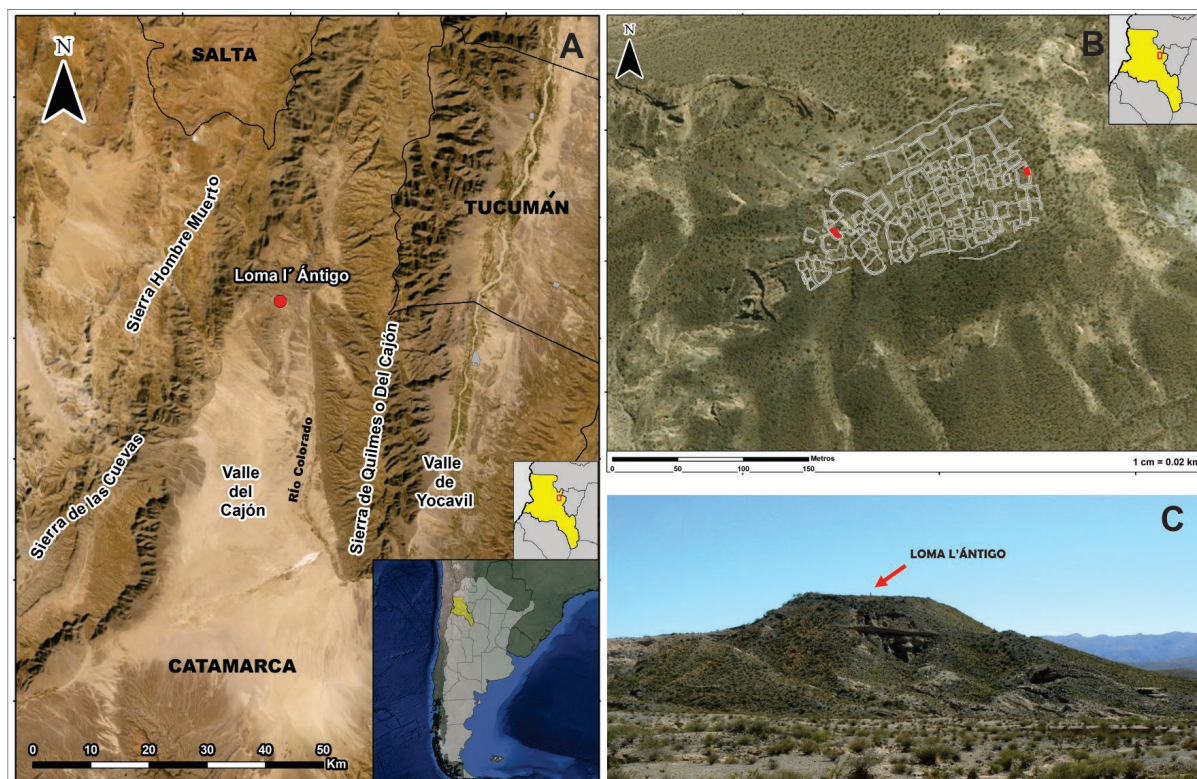 A
N
SALTA
TUCUMÁN
Sierra Hombre Muerto
Loma l´ Ántigo
Sierra de las Cuevas
Valle
del
Cajón
Río Colorado
Sierra de Quilmes o Del Cajón
Valle
de
Yocavil
CATAMARCA
0 10 20 30 40 50
Km
B
N
Metros
0 50 100 150
1 cm = 0.02 km
C
LOMA L'ÁNTIGO